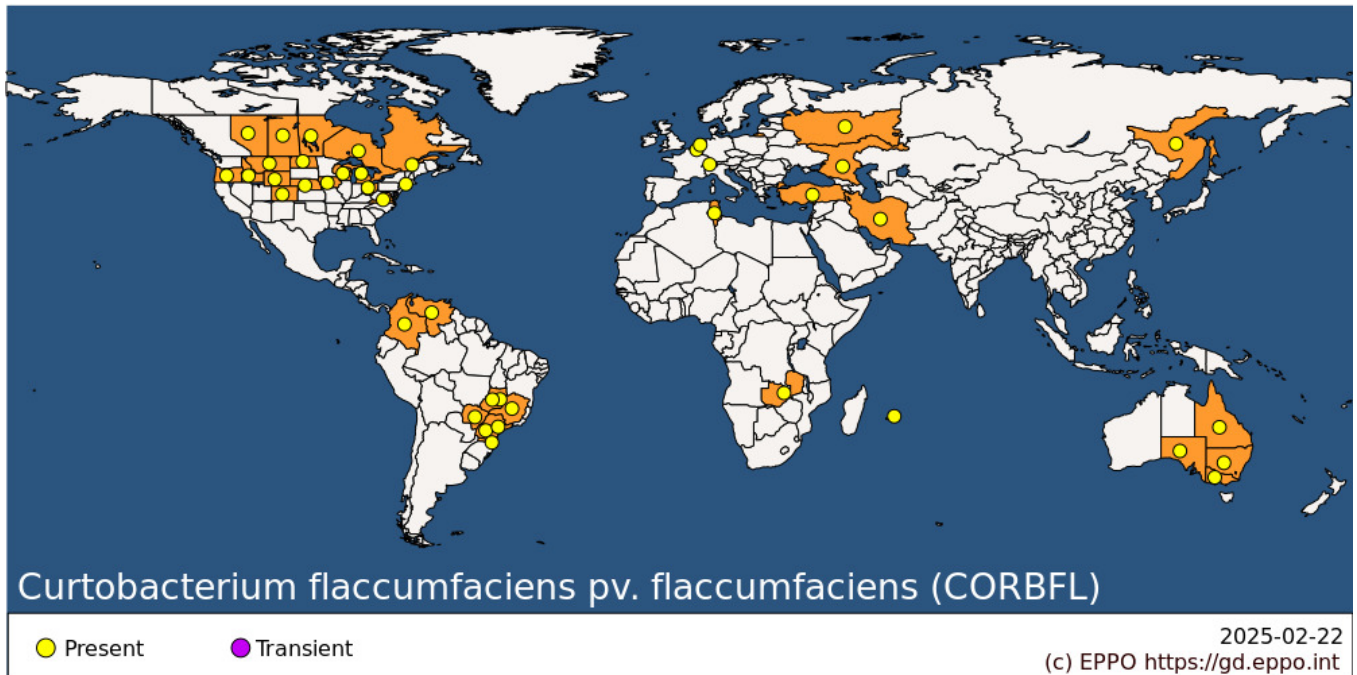 Curtobacterium flaccumfaciens pv. flaccumfaciens (CORBFL)
Present
Transient
2025-02-22
(c) EPPO https://gd.eppo.int